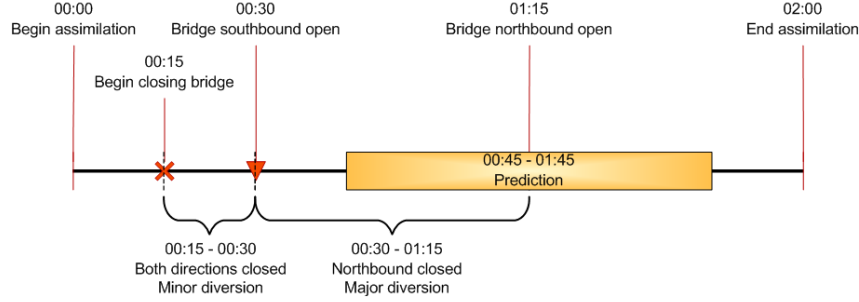 00:00
Begin assimilation
00:30
Bridge southbound open
01:15
Bridge northbound open
02:00
End assimilation
00:15
Begin closing bridge
00:45 - 01:45
Prediction
00:15 - 00:30
Both directions closed
Minor diversion
00:30 - 01:15
Northbound closed
Major diversion